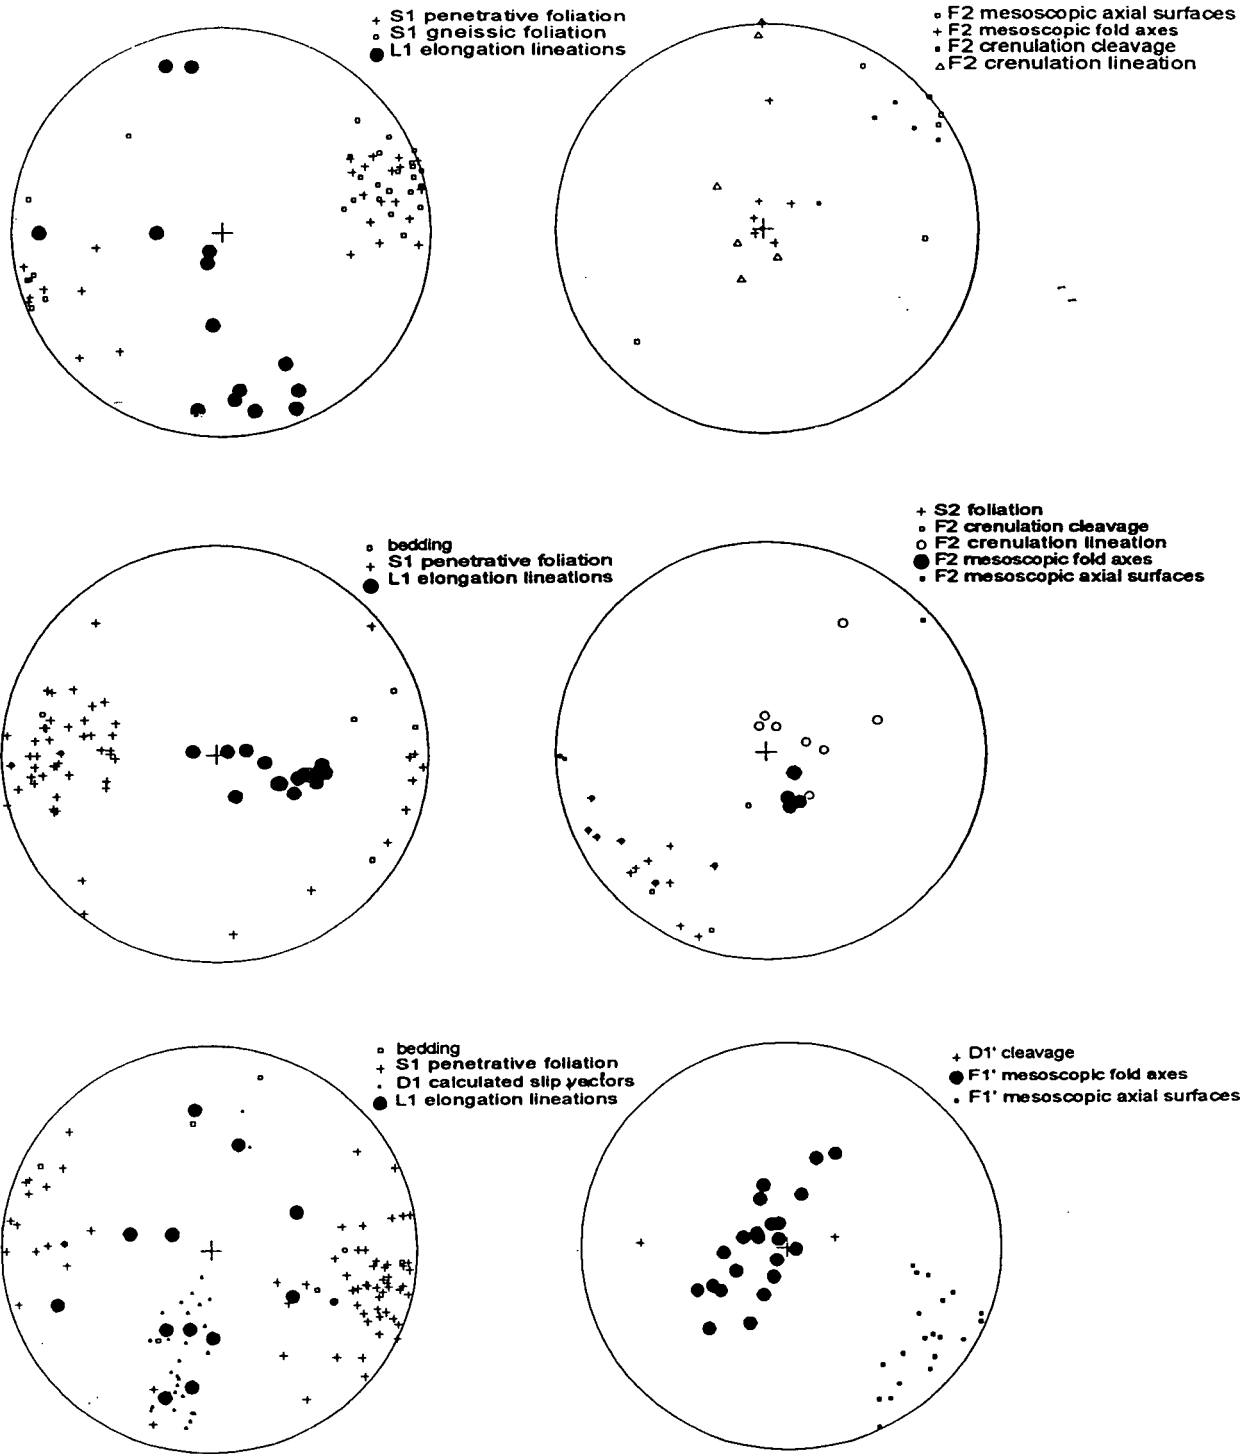 S1 penetrative foliation
S1 gneissic foliation
L1 elongation lineations
F2 mesoscopic axial surfaces
F2 mesoscopic fold axes
F2 crenulation cleavage
F2 crenulation lineation
bedding
S1 penetrative foliation
L1 elongation lineations
S2 foliation
F2 crenulation cleavage
F2 crenulation lineation
F2 mesoscopic fold axes
F2 mesoscopic axial surfaces
bedding
S1 penetrative foliation
D1 calculated slip vectors
L1 elongation lineations
D1' cleavage
F1' mesoscopic fold axes
F1' mesoscopic axial surfaces